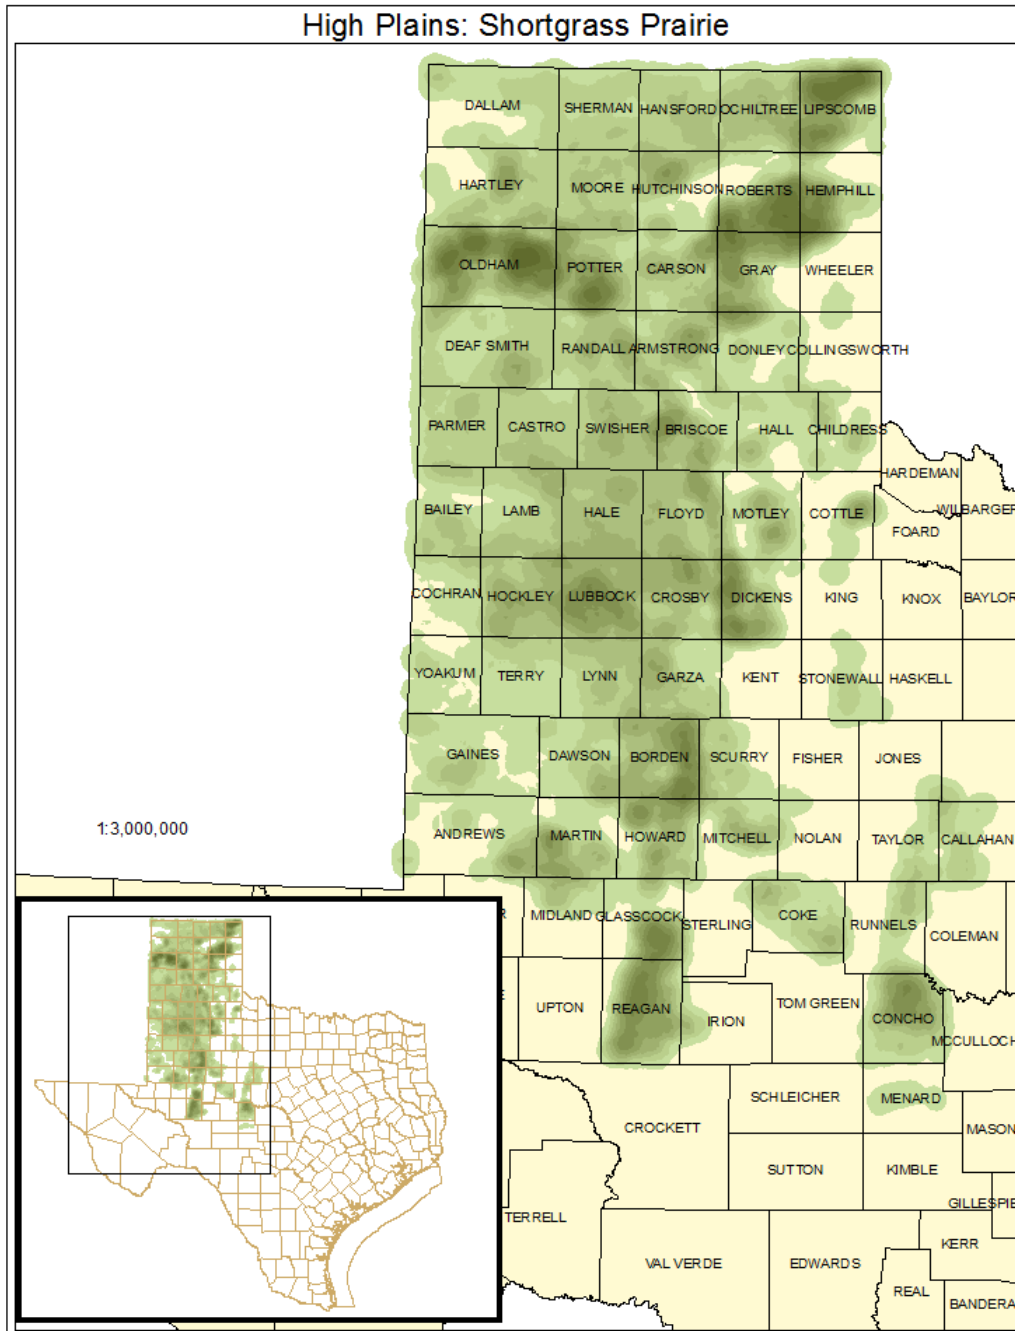 High Plains: Shortgrass Prairie
DALLAM SHERMAN HANSFORD OCHILTREE LIPSCOMB
HARTLEY MOORE HUTCHINSON ROBERTS HEMPHILL
OLDHAM POTTER CARSON GRAY WHEELER
DEAF SMITH RANDALL ARMSTRONG DONLEY COLLINGSWORTH
PARMER CASTRO SWISHER BRISCOE HALL CHILDRESS
HARDEMAN
BAILEY LAMB HALE FLOYD MOTLEY COTTLE WILBARGER
FOARD
COCHRAN HOCKLEY LUBBOCK CROSBY DICKENS KING KNOX BAYLOR
YOAKUM TERRY LYNN GARZA KENT STONEWALL HASKELL
GAINES DAWSON BORDEN SCURRY FISHER JONES
1:3,000,000
ANDREWS MARTIN HOWARD MITCHELL NOLAN TAYLOR CALLAHAN
R MIDLAND GLASSCOCK STERLING COKE RUNNELS COLEMAN
E UPTON REAGAN IRION TOM GREEN CONCHO MCCULLOCH
SCHLEICHER MENARD
CROCKETT MASON
SUTTON KIMBLE
GILLESPIE
TERRELL
KERR
VAL VERDE EDWARDS
REAL BANDERA